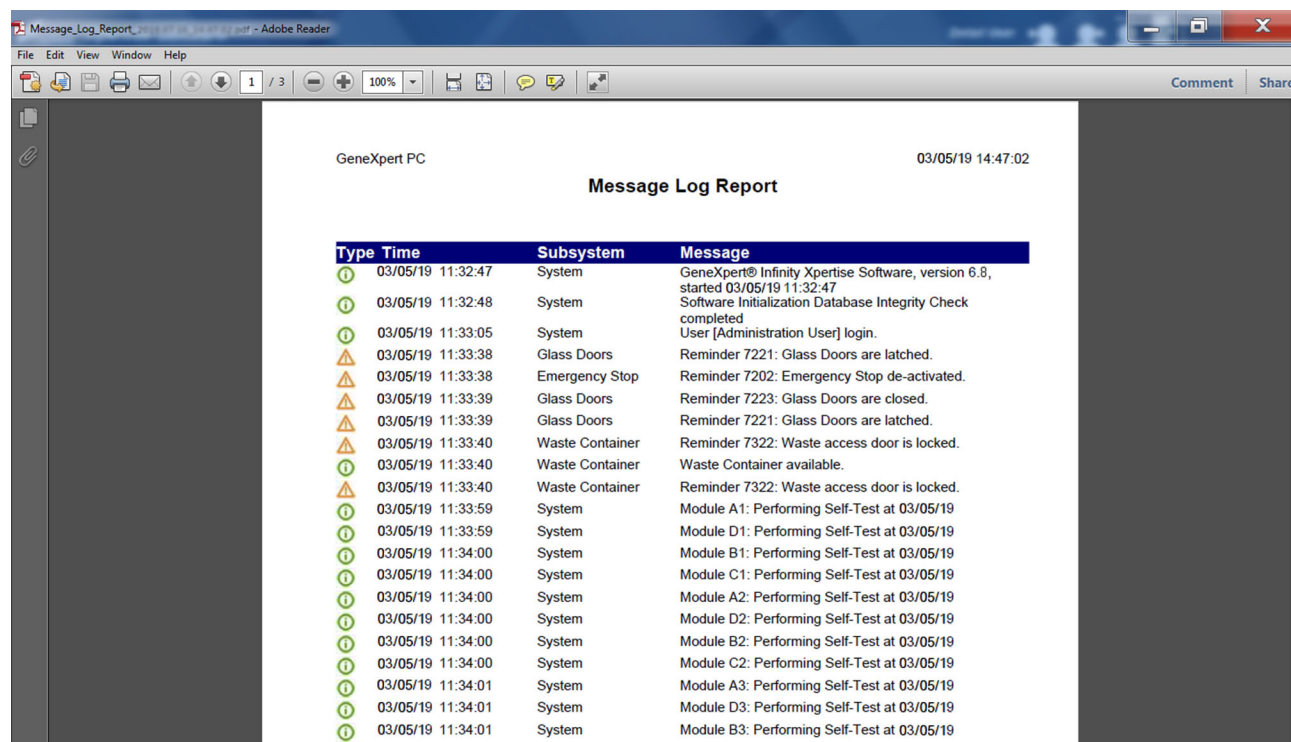 Message_Log_Report_ pdf - Adobe Reader
File Edit View Window Help
1 / 3 100% Comment Share
GeneXpert PC 03/05/19 14:47:02
Message Log Report
Type Time Subsystem Message
03/05/19 11:32:47 System GeneXpert® Infinity Xpertise Software, version 6.8,
started 03/05/19 11:32:47
03/05/19 11:32:48 System Software Initialization Database Integrity Check
completed
03/05/19 11:33:05 System User [Administration User] login.
03/05/19 11:33:38 Glass Doors Reminder 7221: Glass Doors are latched.
03/05/19 11:33:38 Emergency Stop Reminder 7202: Emergency Stop de-activated.
03/05/19 11:33:39 Glass Doors Reminder 7223: Glass Doors are closed.
03/05/19 11:33:39 Glass Doors Reminder 7221: Glass Doors are latched.
03/05/19 11:33:40 Waste Container Reminder 7322: Waste access door is locked.
03/05/19 11:33:40 Waste Container Waste Container available.
03/05/19 11:33:40 Waste Container Reminder 7322: Waste access door is locked.
03/05/19 11:33:59 System Module A1: Performing Self-Test at 03/05/19
03/05/19 11:33:59 System Module D1: Performing Self-Test at 03/05/19
03/05/19 11:34:00 System Module B1: Performing Self-Test at 03/05/19
03/05/19 11:34:00 System Module C1: Performing Self-Test at 03/05/19
03/05/19 11:34:00 System Module A2: Performing Self-Test at 03/05/19
03/05/19 11:34:00 System Module D2: Performing Self-Test at 03/05/19
03/05/19 11:34:00 System Module B2: Performing Self-Test at 03/05/19
03/05/19 11:34:00 System Module C2: Performing Self-Test at 03/05/19
03/05/19 11:34:01 System Module A3: Performing Self-Test at 03/05/19
03/05/19 11:34:01 System Module D3: Performing Self-Test at 03/05/19
03/05/19 11:34:01 System Module B3: Performing Self-Test at 03/05/19